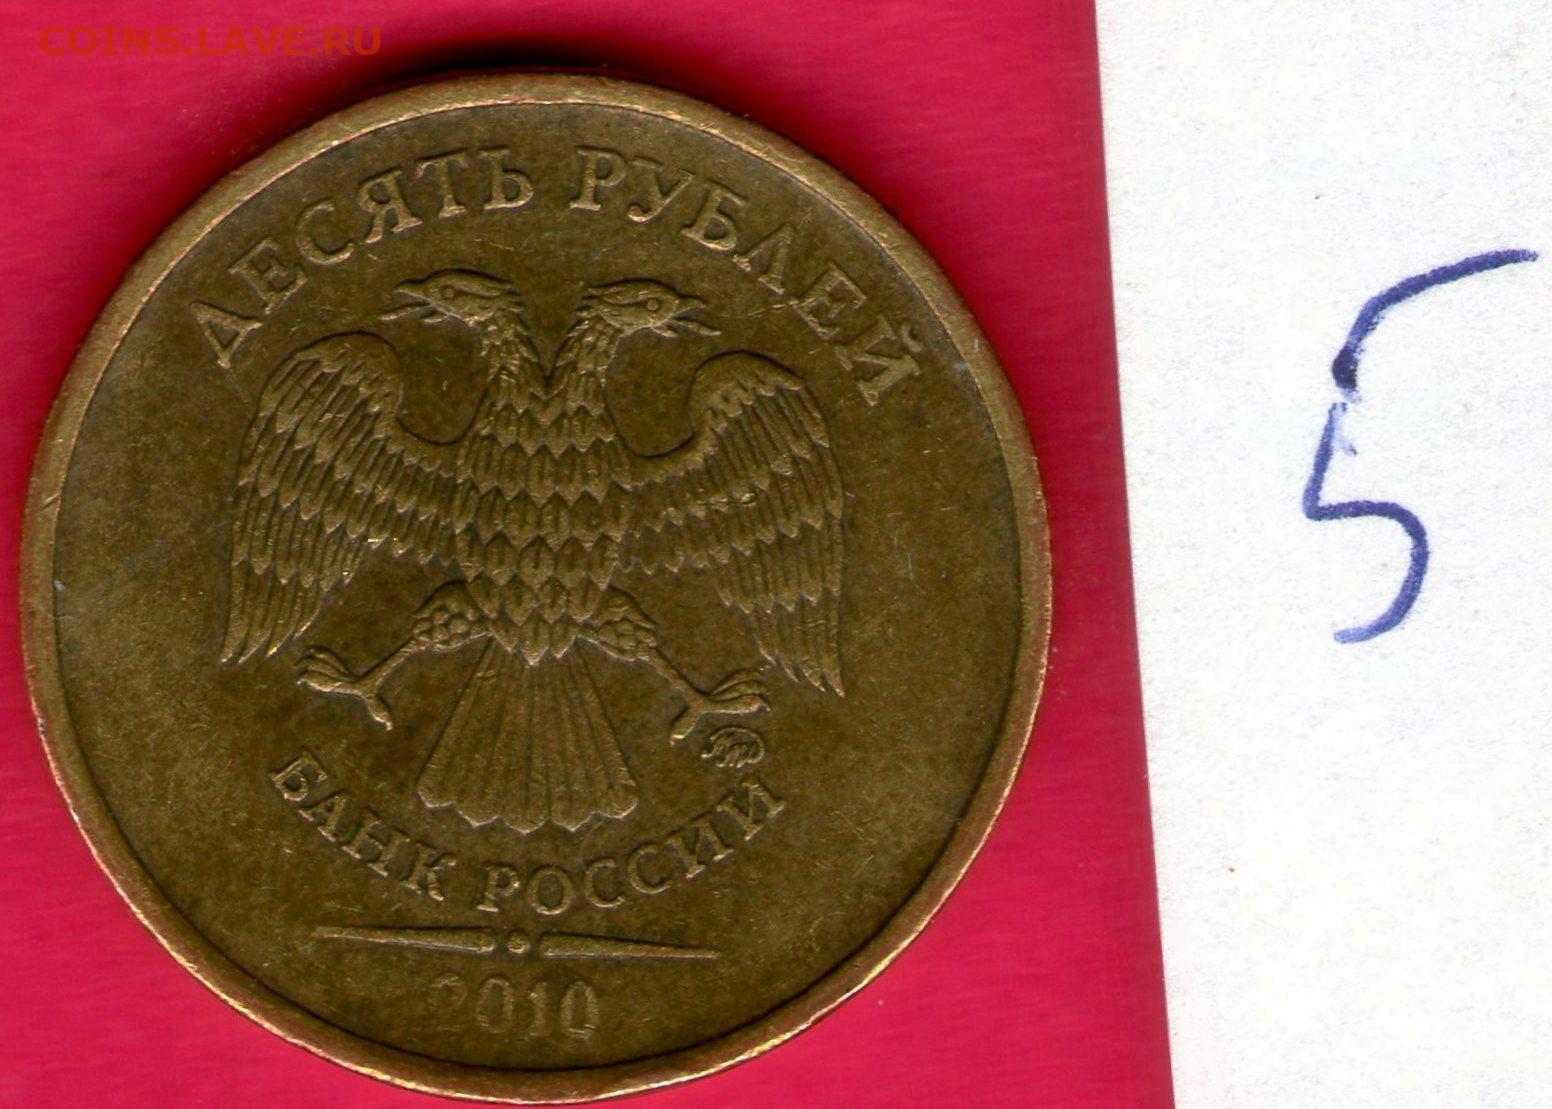 COINS.LAVE.RU
ДЕСЯТЬ РУБЛЕЙ
5
БАНК РОССИИ
2010